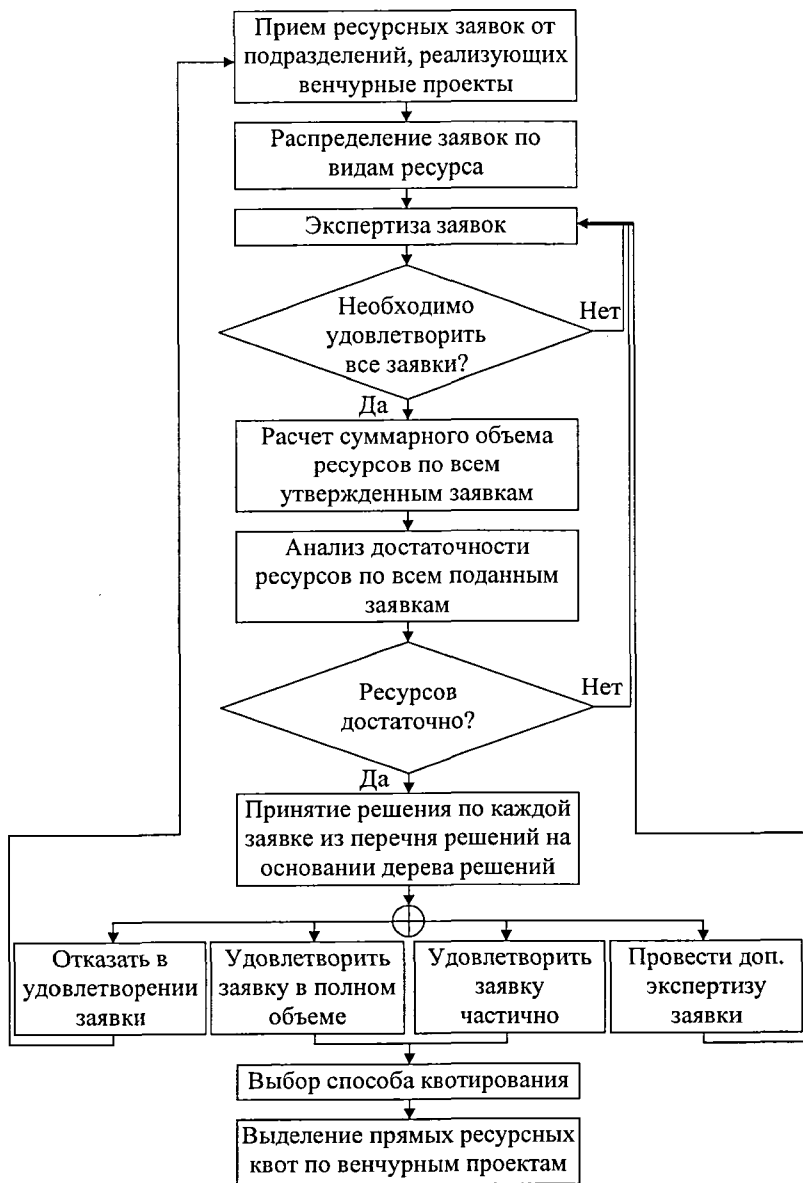 Прием ресурсных заявок от
подразделений, реализующих
венчурные проекты
Распределение заявок по
видам ресурса
Экспертиза заявок
Необходимо
удовлетворить
все заявки?
Нет
Да
Расчет суммарного объема
ресурсов по всем
утвержденным заявкам
Анализ достаточности
ресурсов по всем поданным
заявкам
Ресурсов
достаточно?
Нет
Да
Принятие решения по каждой
заявке из перечня решений на
основании дерева решений
Отказать в
удовлетворении
заявки
Удовлетворить
заявку в полном
объеме
Удовлетворить
заявку
частично
Провести доп.
экспертизу
заявки
Выбор способа квотирования
Выделение прямых ресурсных
квот по венчурным проектам